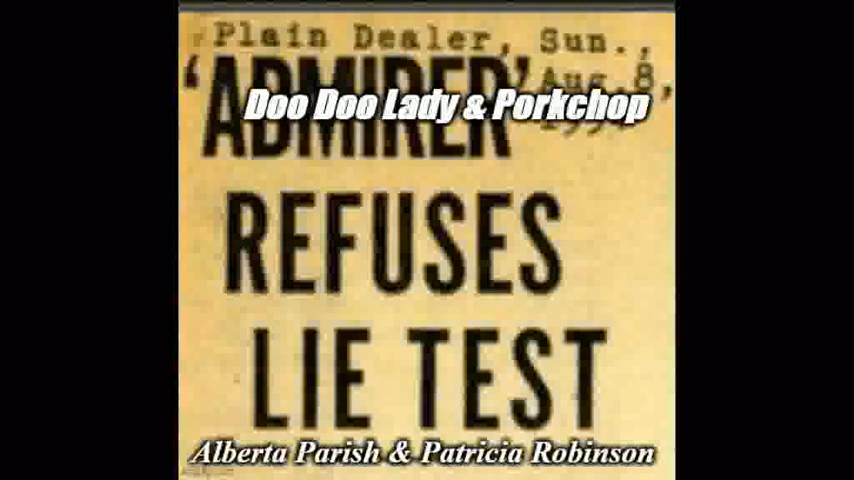 Plain Dealer, Sun.,
Aug. 8,
'ADMIRER'
Doo Doo Lady & Porkchop
REFUSES
LIE TEST
Alberta Parish & Patricia Robinson